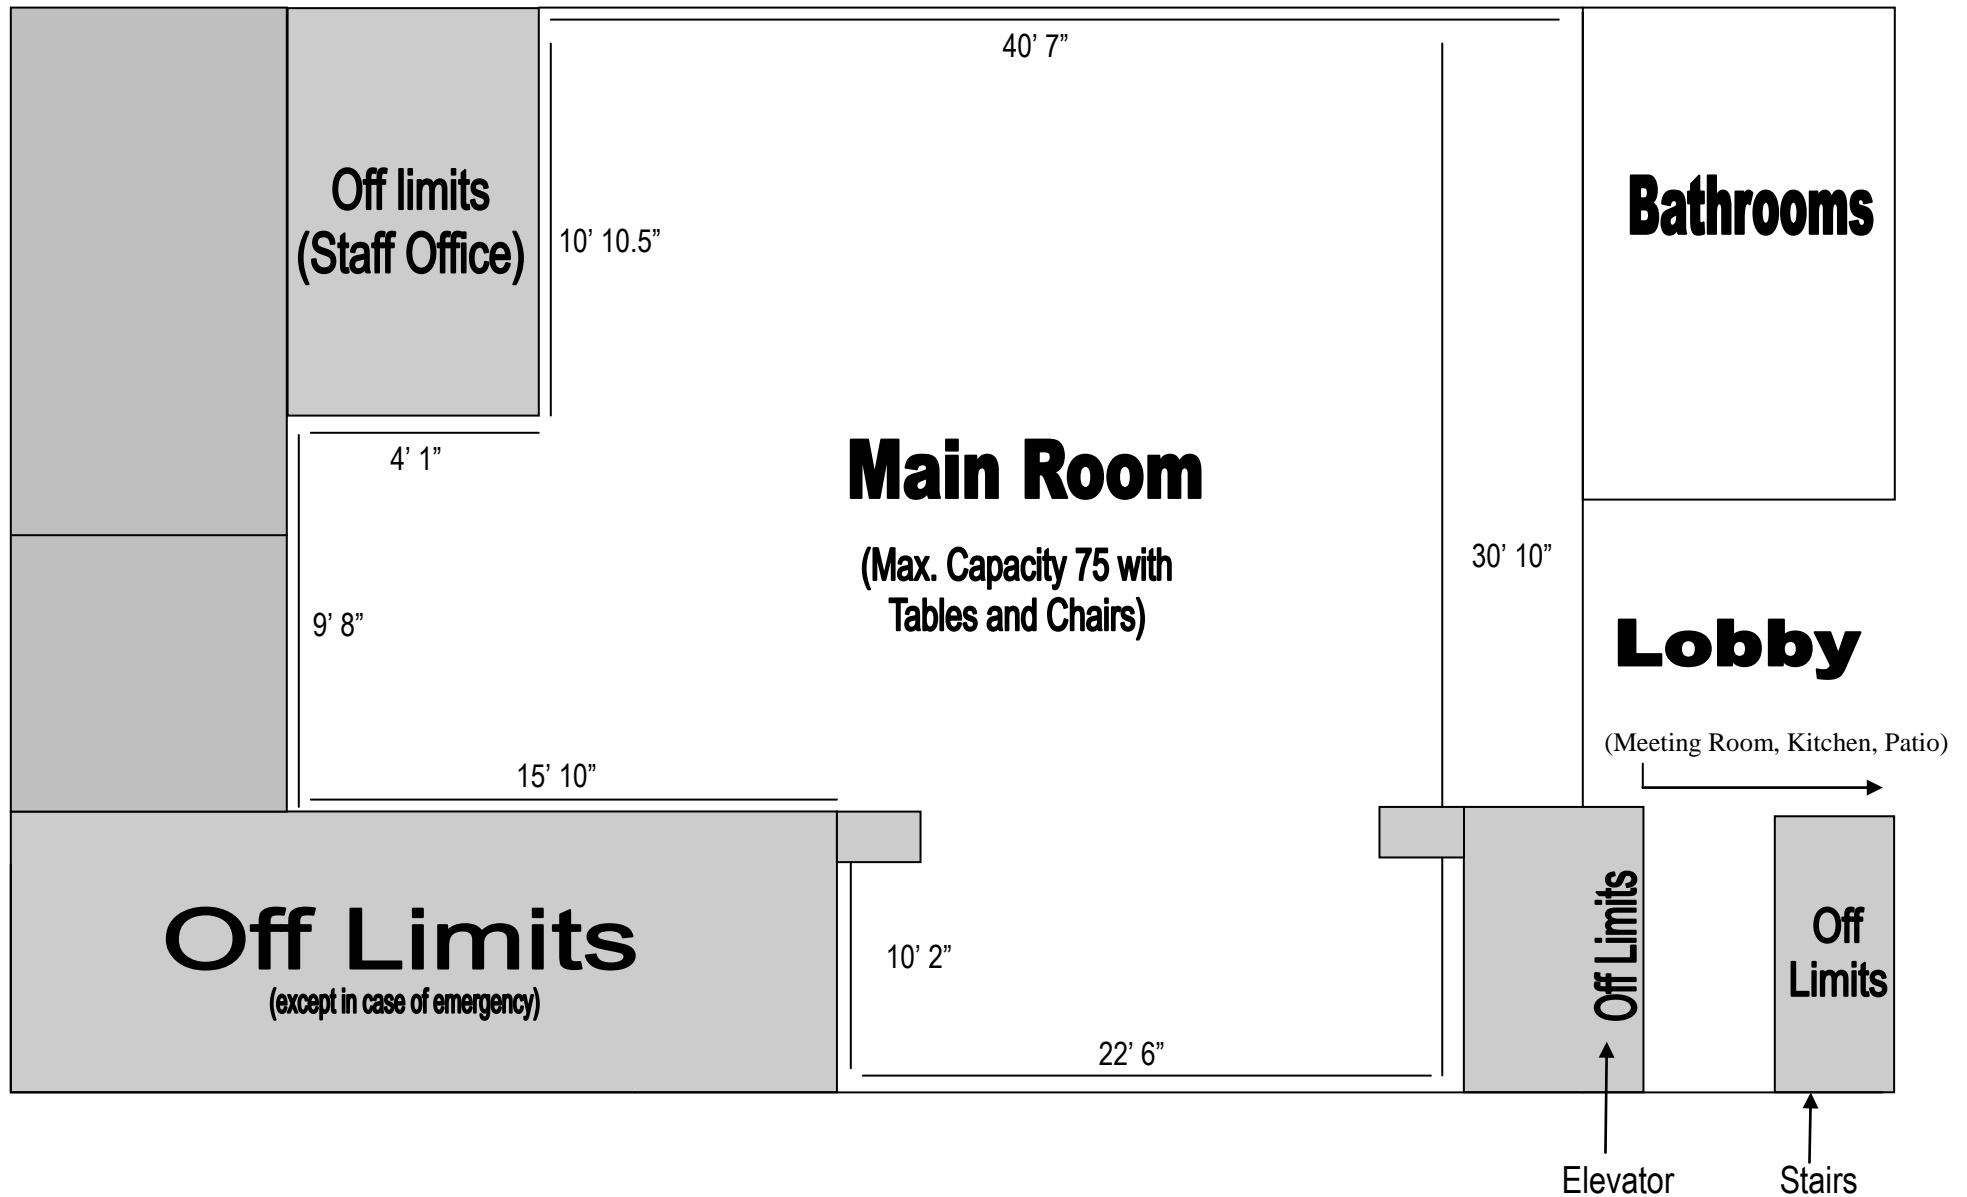 40’ 7”
Off limits
(Staff Office)
10’ 10.5”
Bathrooms
4’ 1”
Main Room
(Max. Capacity 75 with
Tables and Chairs)
30’ 10”
9’ 8”
Lobby
(Meeting Room, Kitchen, Patio)
15’ 10”
Off Limits
(except in case of emergency)
10’ 2”
22’ 6”
Off Limits
Off
Limits
Elevator
Stairs